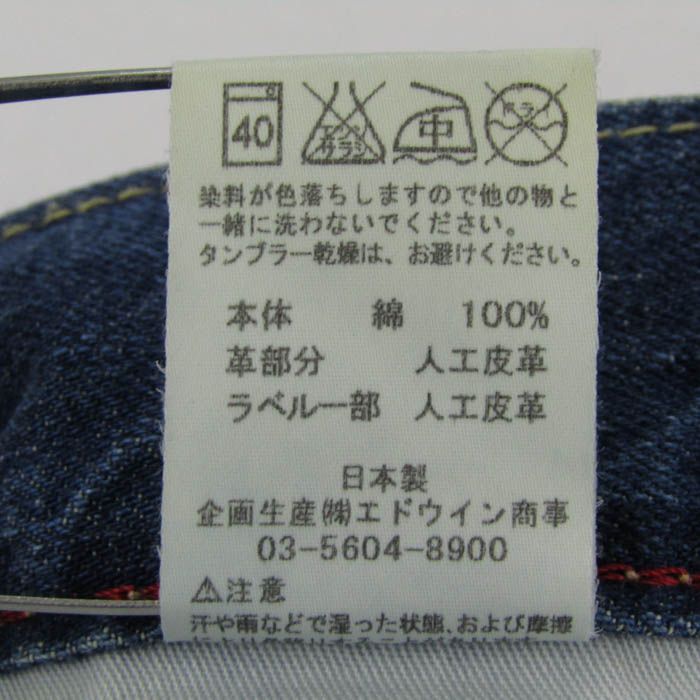 40 エンソサラシ 中 ドライ
染料が色落ちしますので他の物と
一緒に洗わないでください。
タンブラー乾燥は、お避けください。
本体 綿 100%
革部分 人工皮革
ラベル一部 人工皮革
日本製
企画生産㈱エドウイン商事
03-5604-8900
⚠注意
汗や雨などで湿った状態、および摩擦